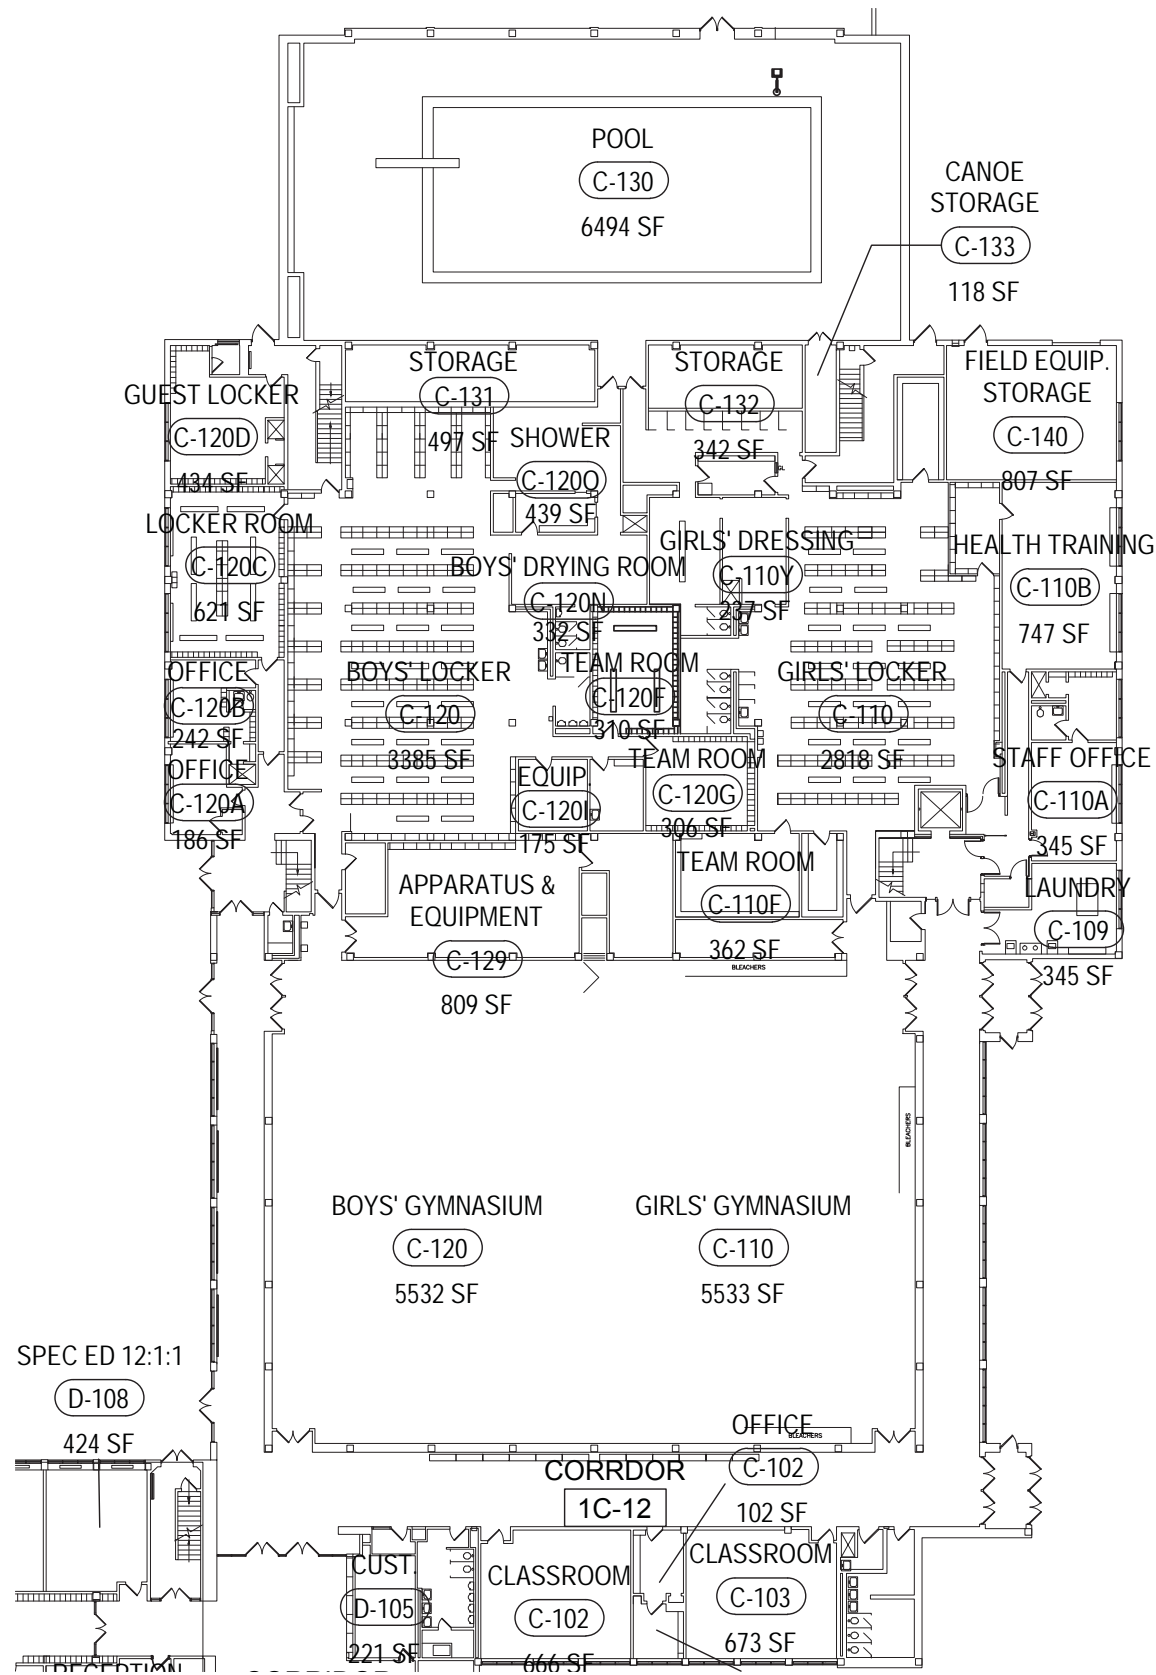 POOL
C-130
6494 SF
CANOE
STORAGE
C-133
118 SF
STORAGE
C-131
497 SF
STORAGE
C-132
342 SF
FIELD EQUIP.
STORAGE
C-140
807 SF
GUEST LOCKER
C-120D
434 SF
SHOWER
C-120O
439 SF
LOCKER ROOM
C-120C
621 SF
BOYS' DRYING ROOM
C-120N
332 SF
GIRLS' DRESSING
C-110Y
237 SF
HEALTH TRAINING
C-110B
747 SF
OFFICE
C-120B
242 SF
BOYS' LOCKER
C-120
3385 SF
TEAM ROOM
C-120F
310 SF
GIRLS' LOCKER
C-110
2818 SF
OFFICE
C-120A
186 SF
EQUIP.
C-120I
175 SF
TEAM ROOM
C-120G
306 SF
STAFF OFFICE
C-110A
345 SF
APPARATUS &
EQUIPMENT
C-129
809 SF
TEAM ROOM
C-110F
362 SF
BLEACHERS
LAUNDRY
C-109
345 SF
BLEACHERS
BOYS' GYMNASIUM
C-120
5532 SF
GIRLS' GYMNASIUM
C-110
5533 SF
SPEC ED 12:1:1
D-108
424 SF
OFFICE
BLEACHERS
C-102
102 SF
CORRDOR
1C-12
CUST.
D-105
221 SF
CLASSROOM
C-102
666 SF
CLASSROOM
C-103
673 SF
RECEPTION
CORRIDOR